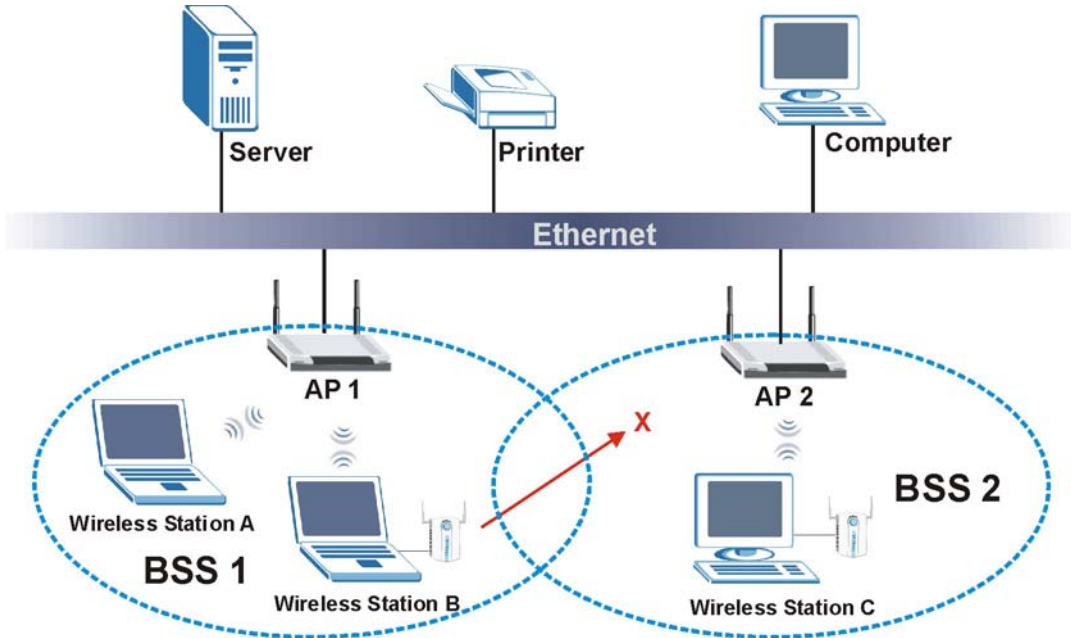 Server
Printer
Computer
Ethernet
AP 1
AP 2
X
Wireless Station A
BSS 1
Wireless Station B
BSS 2
Wireless Station C